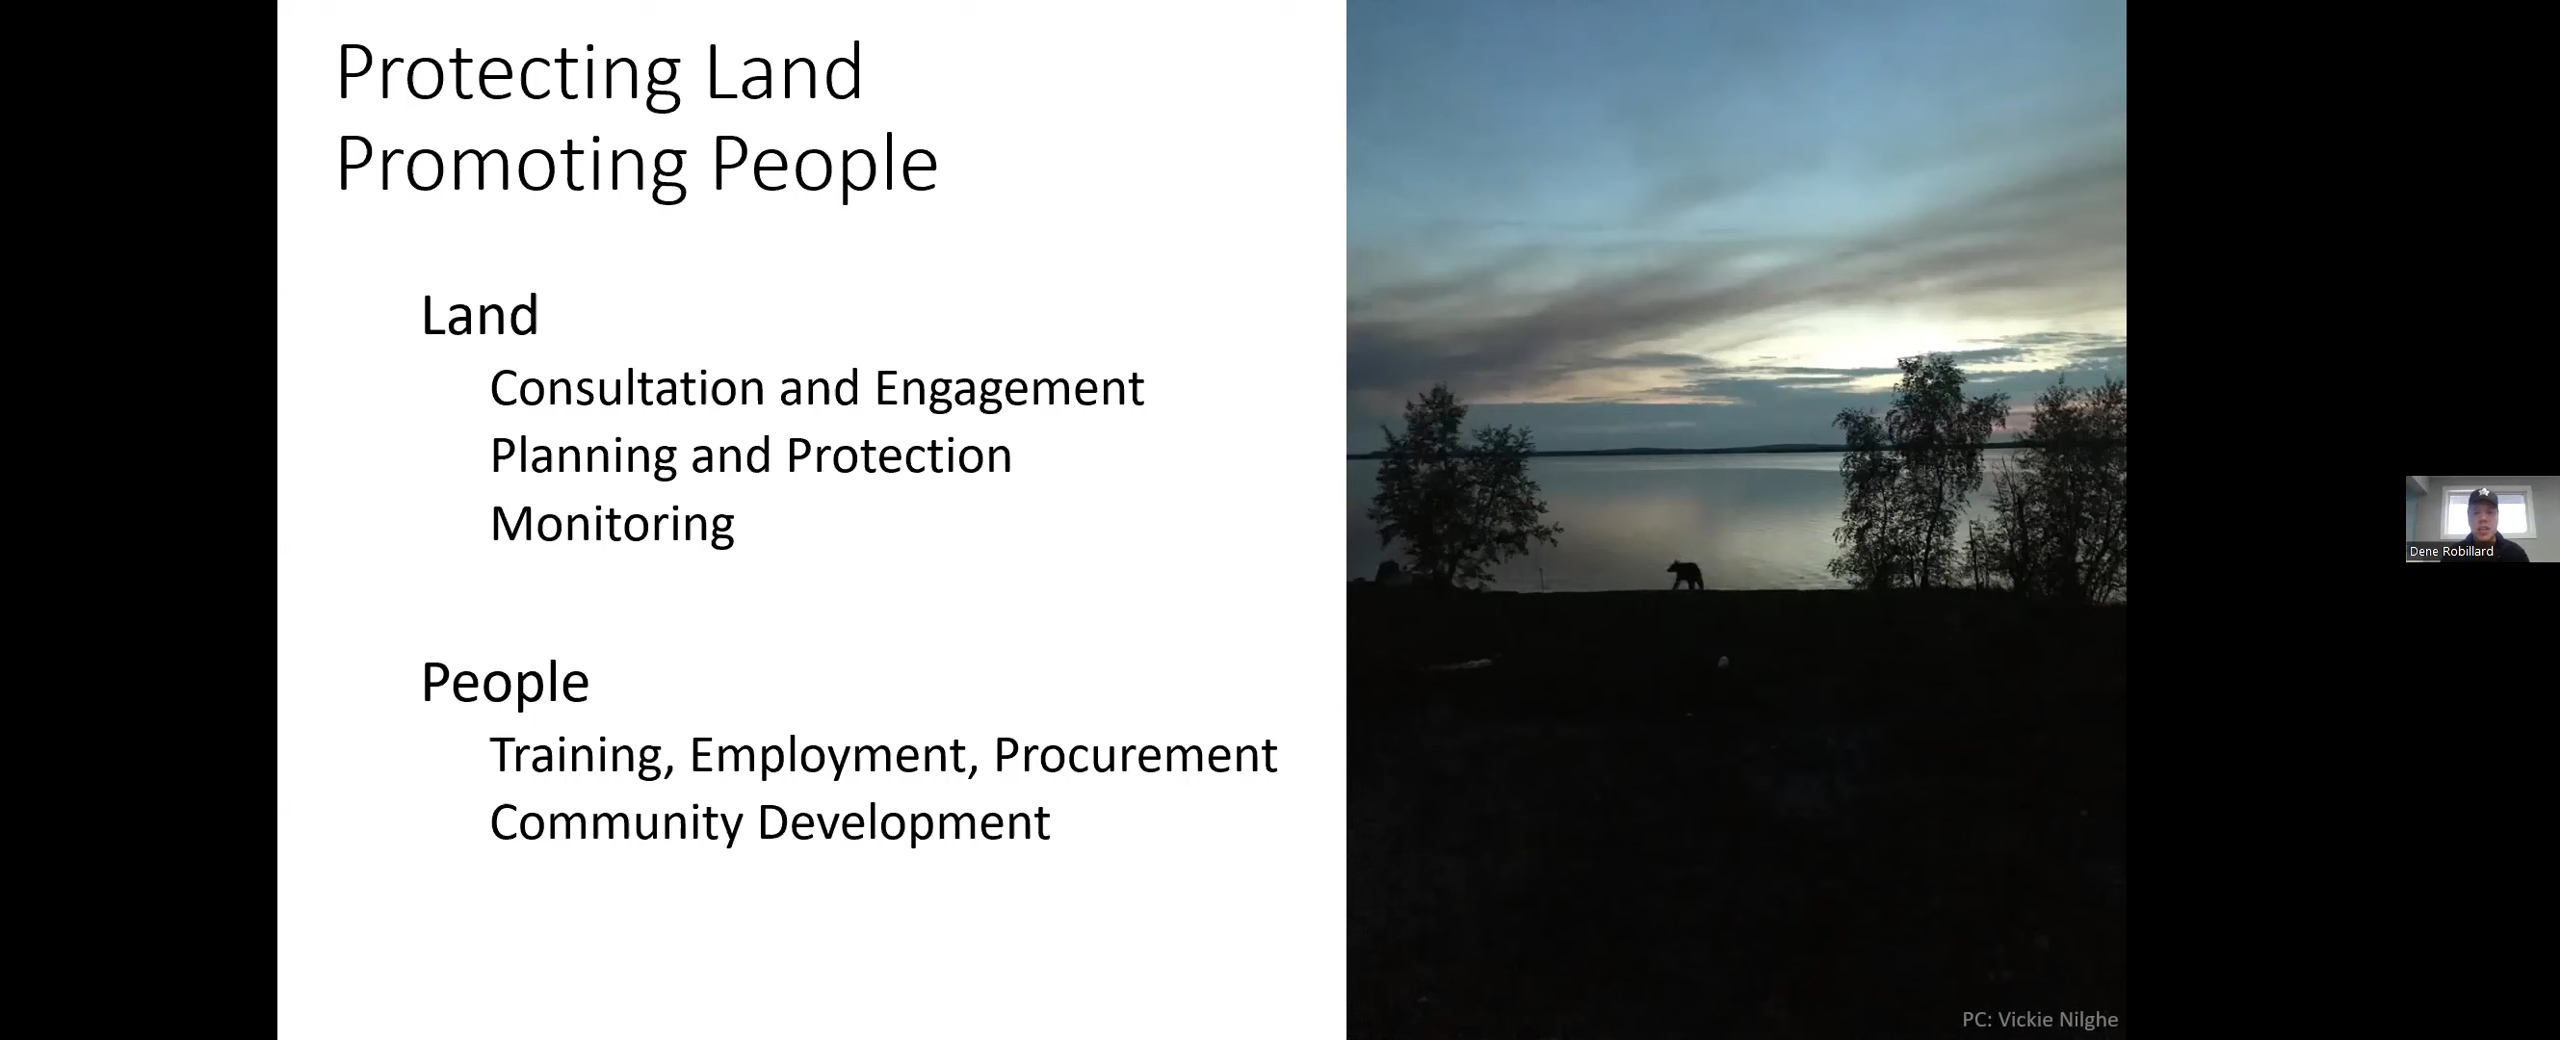 Protecting Land
Promoting People
Land
Consultation and Engagement
Planning and Protection
Monitoring
People
Training, Employment, Procurement
Community Development
PC: Vickie Nilghe
Dene Robillard